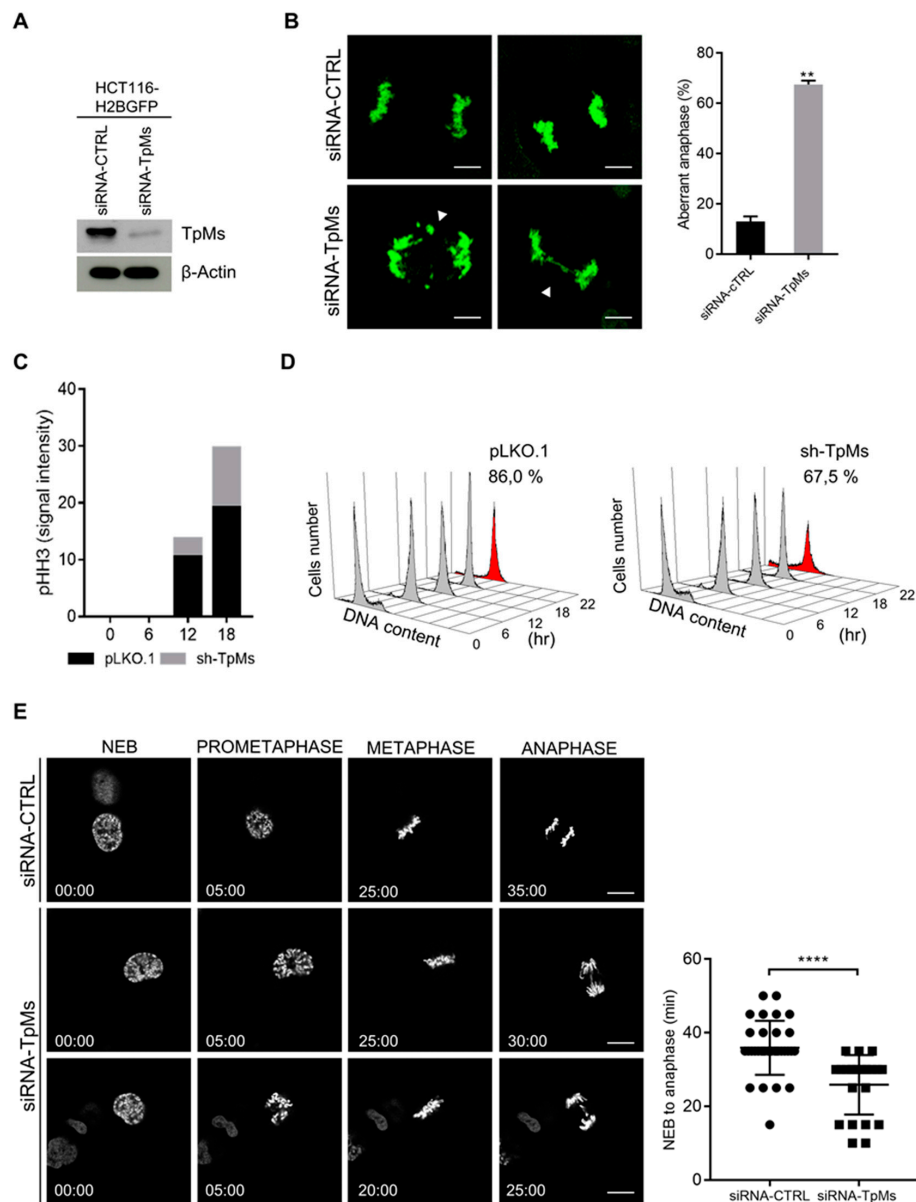 A
HCT116-
H2BGFP
siRNA-CTRL
siRNA-TpMs
TpMs
β-Actin
B
siRNA-CTRL
siRNA-TpMs
Aberrant anaphase (%)
80
60
40
20
0
**
siRNA-cTRL
siRNA-TpMs
C
pHH3 (signal intensity)
40
30
20
10
0
0 6 12 18
pLKO.1 sh-TpMs
D
pLKO.1
86,0 %
Cells number
DNA content
0 6 12 18 22
(hr)
sh-TpMs
67,5 %
Cells number
DNA content
0 6 12 18 22
(hr)
E
NEB PROMETAPHASE METAPHASE ANAPHASE
siRNA-CTRL
00:00 05:00 25:00 35:00
siRNA-TpMs
00:00 05:00 25:00 30:00
00:00 05:00 20:00 25:00
NEB to anaphase (min)
60
40
20
0
****
siRNA-CTRL siRNA-TpMs